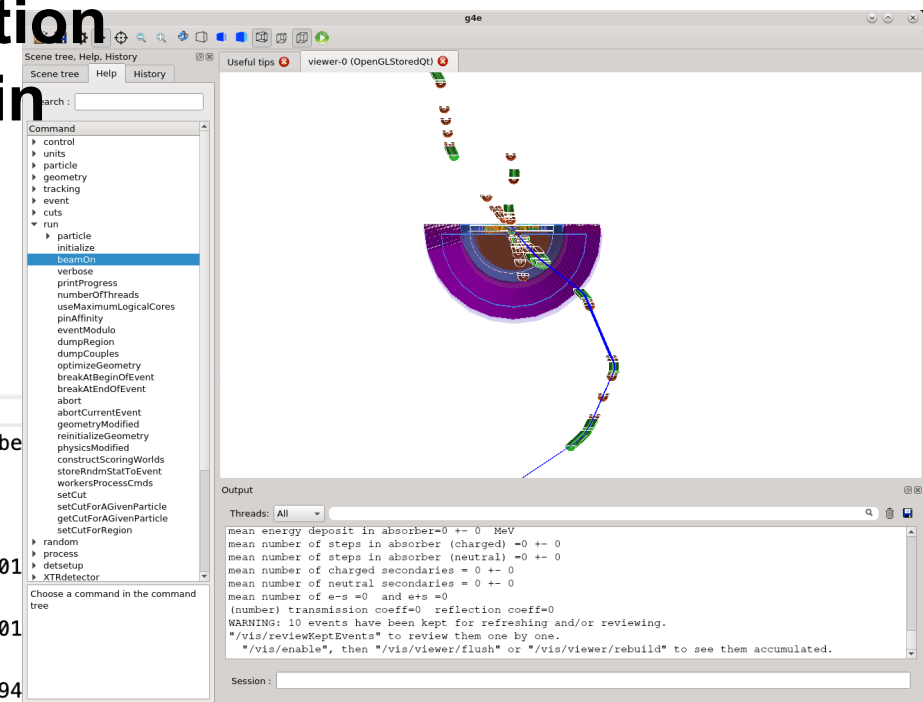 tion
in
g4e
Scene tree, Help, History
Scene tree Help History
earch :
Command
control
units
particle
geometry
tracking
event
cuts
run
particle
initialize
beamOn
verbose
printProgress
numberOfThreads
useMaximumLogicalCores
pinAffinity
eventModulo
dumpRegion
dumpCouples
optimizeGeometry
breakAtBeginOfEvent
breakAtEndOfEvent
abort
abortCurrentEvent
geometryModified
reinitializeGeometry
physicsModified
constructScoringWorlds
storeRndmStatToEvent
workersProcessCmds
setCut
setCutForAGivenParticle
getCutForAGivenParticle
setCutForRegion
random
process
detsetup
XTRdetector
Choose a command in the command
tree
be
01
01
94
Useful tips viewer-0 (OpenGLStoredQt)
Output
Threads: All
mean energy deposit in absorber=0 +- 0 MeV
mean number of steps in absorber (charged) =0 +- 0
mean number of steps in absorber (neutral) =0 +- 0
mean number of charged secondaries = 0 +- 0
mean number of neutral secondaries = 0 +- 0
mean number of e-s =0 and e+s =0
(number) transmission coeff=0 reflection coeff=0
WARNING: 10 events have been kept for refreshing and/or reviewing.
"/vis/reviewKeptEvents" to review them one by one.
"/vis/enable", then "/vis/viewer/flush" or "/vis/viewer/rebuild" to see them accumulated.
Session :